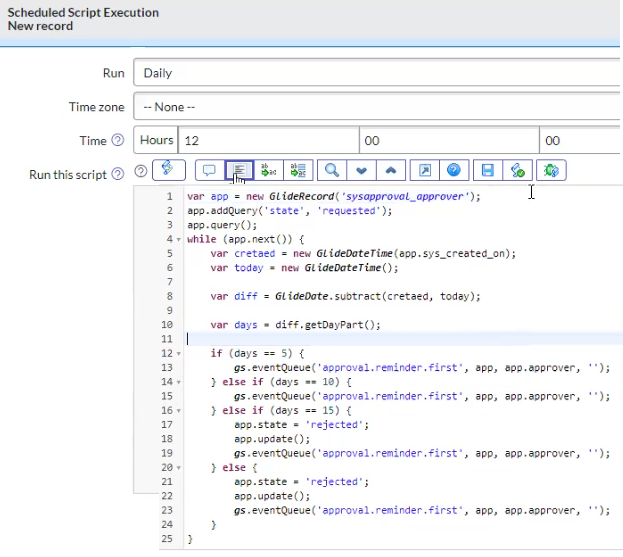 Scheduled Script Execution
New record
Run
Daily
Time zone
-- None --
Time
Hours
12
00
00
Run this script
1 var app = new GlideRecord('sysapproval_approver');
2 app.addQuery('state', 'requested');
3 app.query();
4 while (app.next()) {
5 var cretaed = new GlideDateTime(app.sys_created_on);
6 var today = new GlideDateTime();
7
8 var diff = GlideDate.subtract(cretaed, today);
9
10 var days = diff.getDayPart();
11
12 if (days == 5) {
13 gs.eventQueue('approval.reminder.first', app, app.approver, '');
14 } else if (days == 10) {
15 gs.eventQueue('approval.reminder.first', app, app.approver, '');
16 } else if (days == 15) {
17 app.state = 'rejected';
18 app.update();
19 gs.eventQueue('approval.reminder.first', app, app.approver, '');
20 } else {
21 app.state = 'rejected';
22 app.update();
23 gs.eventQueue('approval.reminder.first', app, app.approver, '');
24 }
25 }